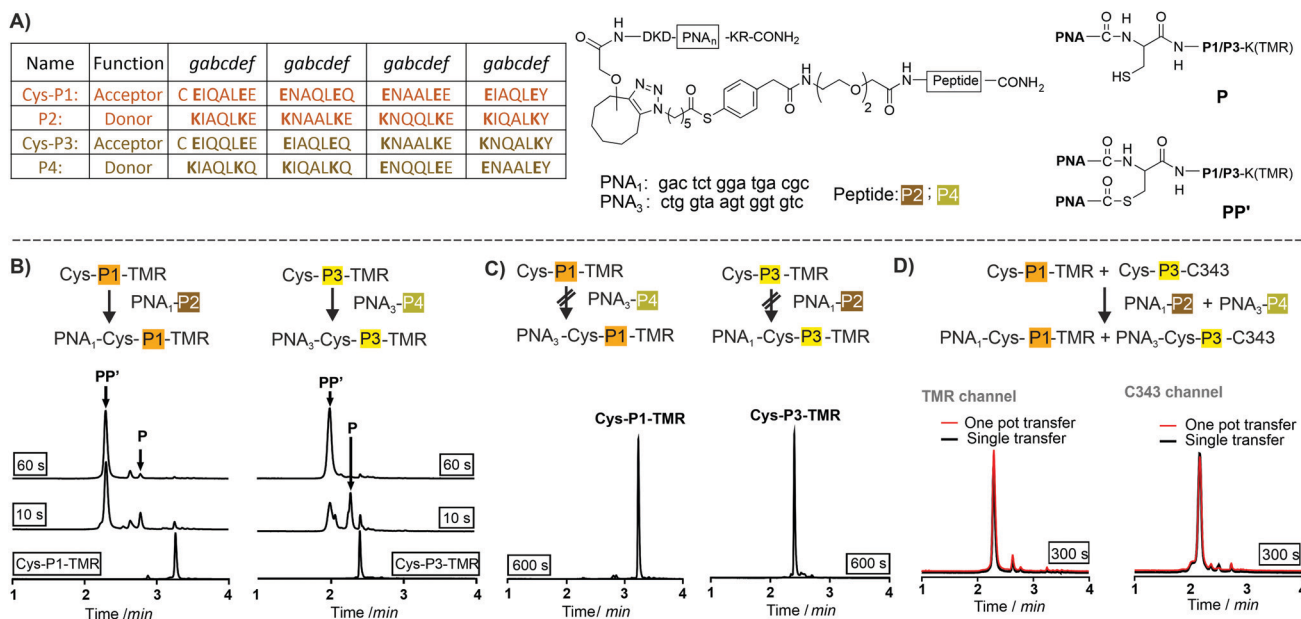 A)
Name Function gabcdef gabcdef gabcdef gabcdef
Cys-P1: Acceptor C EIQALEE ENAQLEQ ENAALEE EIAQLEY
P2: Donor KIAQLKE KNAALKE KNQQLKE KIQALKY
Cys-P3: Acceptor C EIQQLEE EIAQLEQ KNAALKE KNQALKY
P4: Donor KIAQLKQ KIQALKQ ENQQLEE ENAALEY
H
N
DKD- PNAn -KR-CONH2
O
O
N
N
N
5
O
S
O
H
N
O
2
O
H
N
Peptide
CONH2
PNA1: gac tct gga tga cgc
PNA3: ctg gta agt ggt gtc
Peptide: P2 ; P4
O
PNA C N
H
O
N
H
P1/P3-K(TMR)
HS
P
O
PNA C N
H
O
N
H
P1/P3-K(TMR)
O
PNA C S
PP'
B)
Cys-P1-TMR
PNA1-P2
PNA1-Cys-P1-TMR
Cys-P3-TMR
PNA3-P4
PNA3-Cys-P3-TMR
PP'
P
60 s
10 s
Cys-P1-TMR
1 2 3 4
Time /min
PP'
P
60 s
10 s
Cys-P3-TMR
1 2 3 4
Time /min
C)
Cys-P1-TMR
PNA3-P4
PNA3-Cys-P1-TMR
Cys-P3-TMR
PNA1-P2
PNA1-Cys-P3-TMR
Cys-P1-TMR
600 s
1 2 3 4
Time / min
Cys-P3-TMR
600 s
1 2 3 4
Time / min
D)
Cys-P1-TMR + Cys-P3-C343
PNA1-P2 + PNA3-P4
PNA1-Cys-P1-TMR + PNA3-Cys-P3-C343
TMR channel
One pot transfer
Single transfer
300 s
1 2 3 4
Time / min
C343 channel
One pot transfer
Single transfer
300 s
1 2 3 4
Time / min